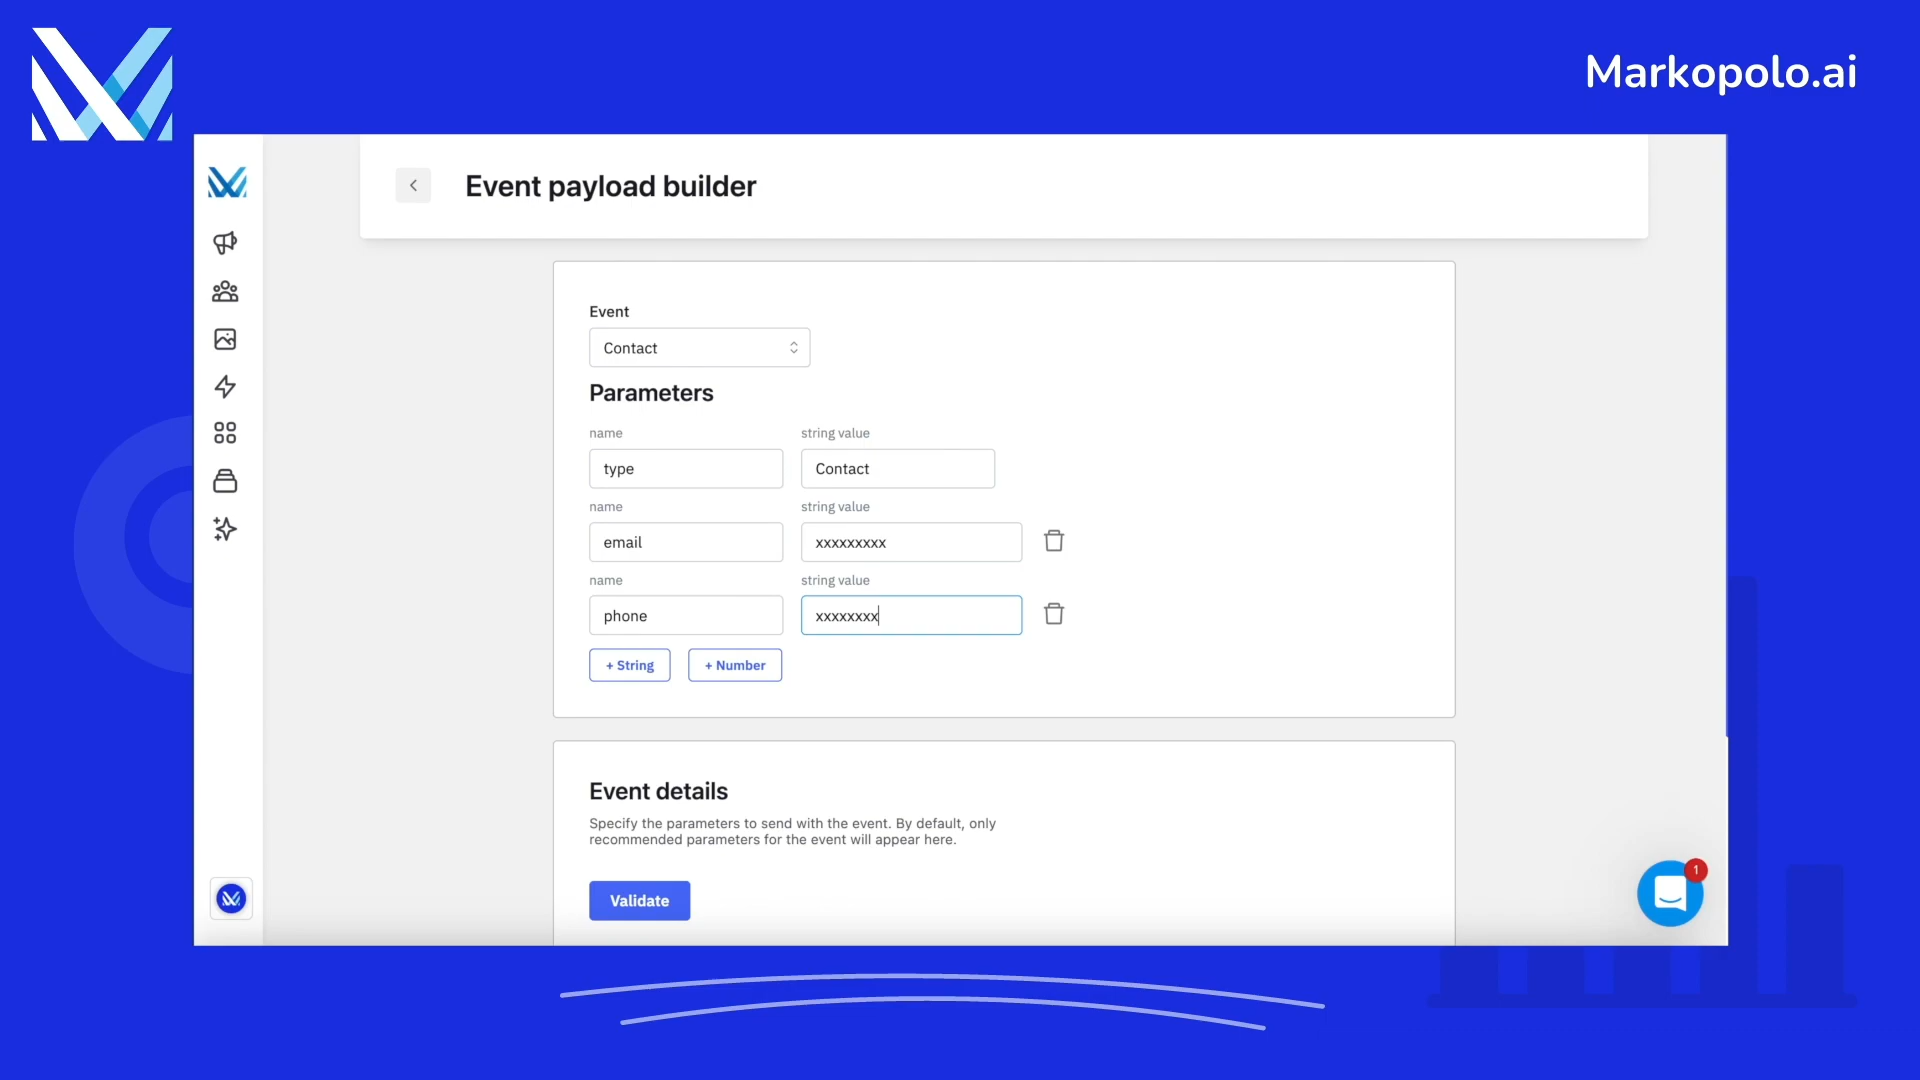 Markopolo.ai
Event payload builder
Event
Contact
Parameters
name string value
type Contact
name string value
email xxxxxxxxx
name string value
phone xxxxxxxx
+ String + Number
Event details
Specify the parameters to send with the event. By default, only
recommended parameters for the event will appear here.
Validate
1